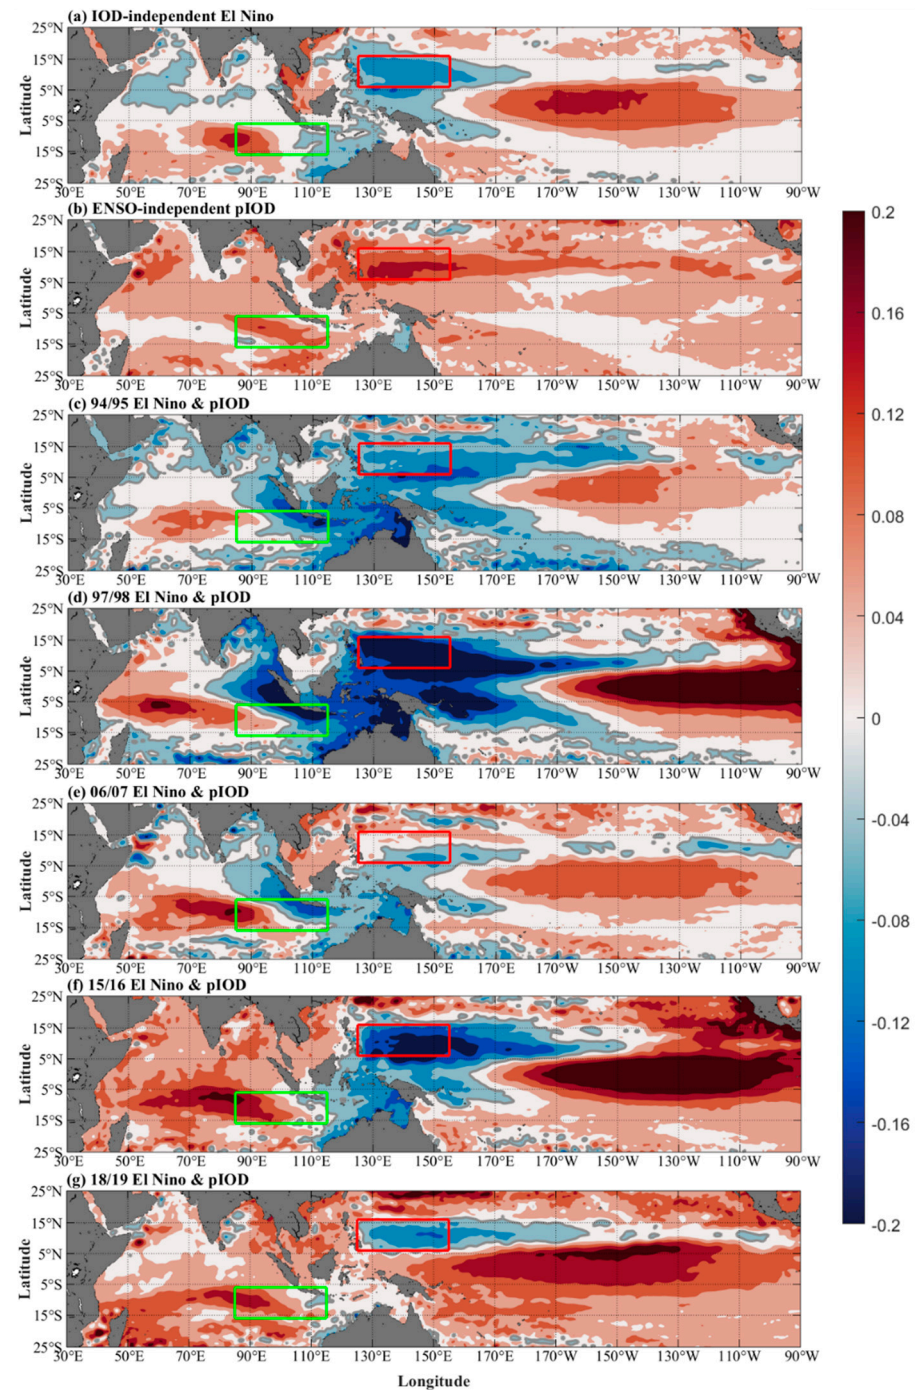 (a) IOD-independent El Nino
25°N
15°N
5°N
5°S
15°S
25°S
Latitude
30°E 50°E 70°E 90°E 110°E 130°E 150°E 170°E 170°W 150°W 130°W 110°W 90°W
(b) ENSO-independent pIOD
25°N
15°N
5°N
5°S
15°S
25°S
Latitude
30°E 50°E 70°E 90°E 110°E 130°E 150°E 170°E 170°W 150°W 130°W 110°W 90°W
(c) 94/95 El Nino & pIOD
25°N
15°N
5°N
5°S
15°S
25°S
Latitude
30°E 50°E 70°E 90°E 110°E 130°E 150°E 170°E 170°W 150°W 130°W 110°W 90°W
(d) 97/98 El Nino & pIOD
25°N
15°N
5°N
5°S
15°S
25°S
Latitude
30°E 50°E 70°E 90°E 110°E 130°E 150°E 170°E 170°W 150°W 130°W 110°W 90°W
(e) 06/07 El Nino & pIOD
25°N
15°N
5°N
5°S
15°S
25°S
Latitude
30°E 50°E 70°E 90°E 110°E 130°E 150°E 170°E 170°W 150°W 130°W 110°W 90°W
(f) 15/16 El Nino & pIOD
25°N
15°N
5°N
5°S
15°S
25°S
Latitude
30°E 50°E 70°E 90°E 110°E 130°E 150°E 170°E 170°W 150°W 130°W 110°W 90°W
(g) 18/19 El Nino & pIOD
25°N
15°N
5°N
5°S
15°S
25°S
Latitude
30°E 50°E 70°E 90°E 110°E 130°E 150°E 170°E 170°W 150°W 130°W 110°W 90°W
Longitude
0.2
0.16
0.12
0.08
0.04
0
-0.04
-0.08
-0.12
-0.16
-0.2